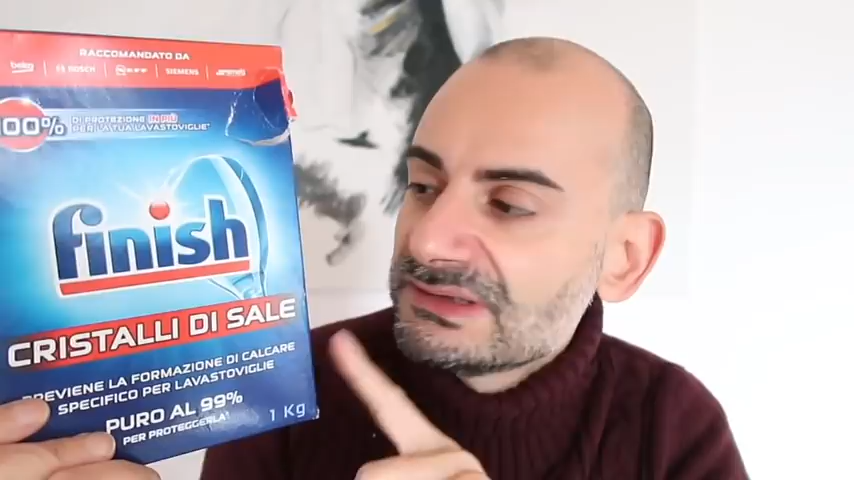 RACCOMANDATO DA
beko BOSCH NEFF SIEMENS
100% DI PROTEZIONE IN PIÙ
PER LA TUA LAVASTOVIGLIE*
finish
CRISTALLI DI SALE
PREVIENE LA FORMAZIONE DI CALCARE
SPECIFICO PER LAVASTOVIGLIE
PURO AL 99%
PER PROTEGGERLA!
1 Kg